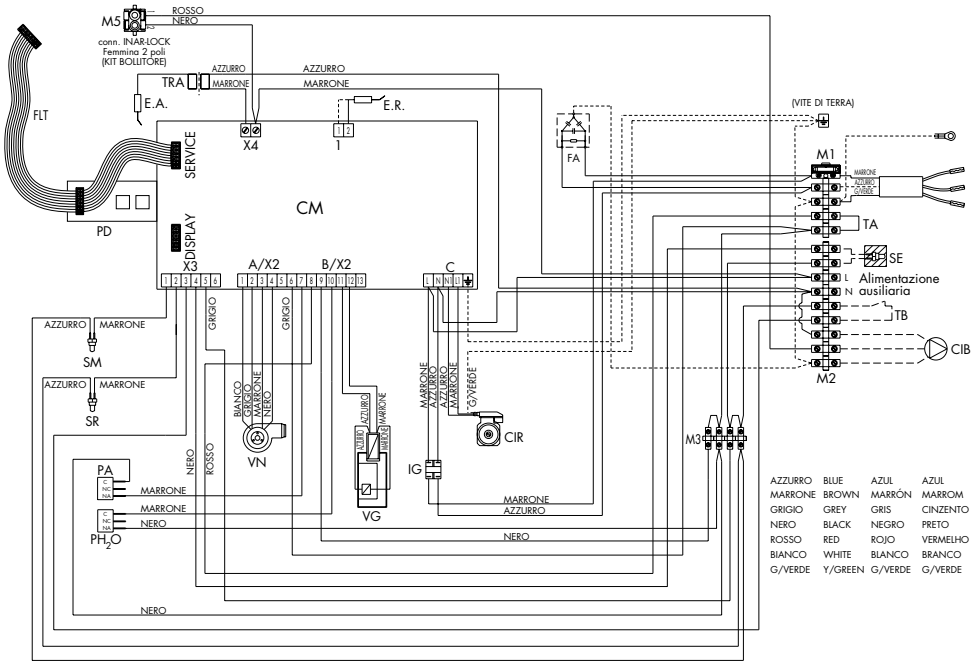 M5
ROSSO
NERO
1
2
conn. INAR-LOCK
Femmina 2 poli
(KIT BOLLITORE)
FLT
TRA
AZZURRO
MARRONE
AZZURRO
MARRONE
E.A.
E.R.
X4
1 2
1
SERVICE
CM
DISPLAY
PD
FA
(VITE DI TERRA)
M1
MARRONE
AZZURRO
G/VERDE
TA
SE
L
N
Alimentazione
ausiliaria
TB
CIB
M2
X3
1 2 3 4 5 6
A/X2
B/X2
1 2 3 4 5 6 7 8 9 10 11 12 13
C
L N N1 L1
AZZURRO
MARRONE
SM
AZZURRO
MARRONE
SR
GRIGIO
GRIGIO
BIANCO
GRIGIO
MARRONE
NERO
VN
AZZURRO
MARRONE
AZZURRO
MARRONE
VG
MARRONE
AZZURRO
AZZURRO
MARRONE
G/VERDE
CIR
IG
M3
NERO
ROSSO
PA
C
NC
NA
MARRONE
MARRONE
C
NC
NA
NERO
PH2O
MARRONE
AZZURRO
NERO
NERO
AZZURRO BLUE AZUL AZUL
MARRONE BROWN MARRÓN MARROM
GRIGIO GREY GRIS CINZENTO
NERO BLACK NEGRO PRETO
ROSSO RED ROJO VERMELHO
BIANCO WHITE BLANCO BRANCO
G/VERDE Y/GREEN G/VERDE G/VERDE